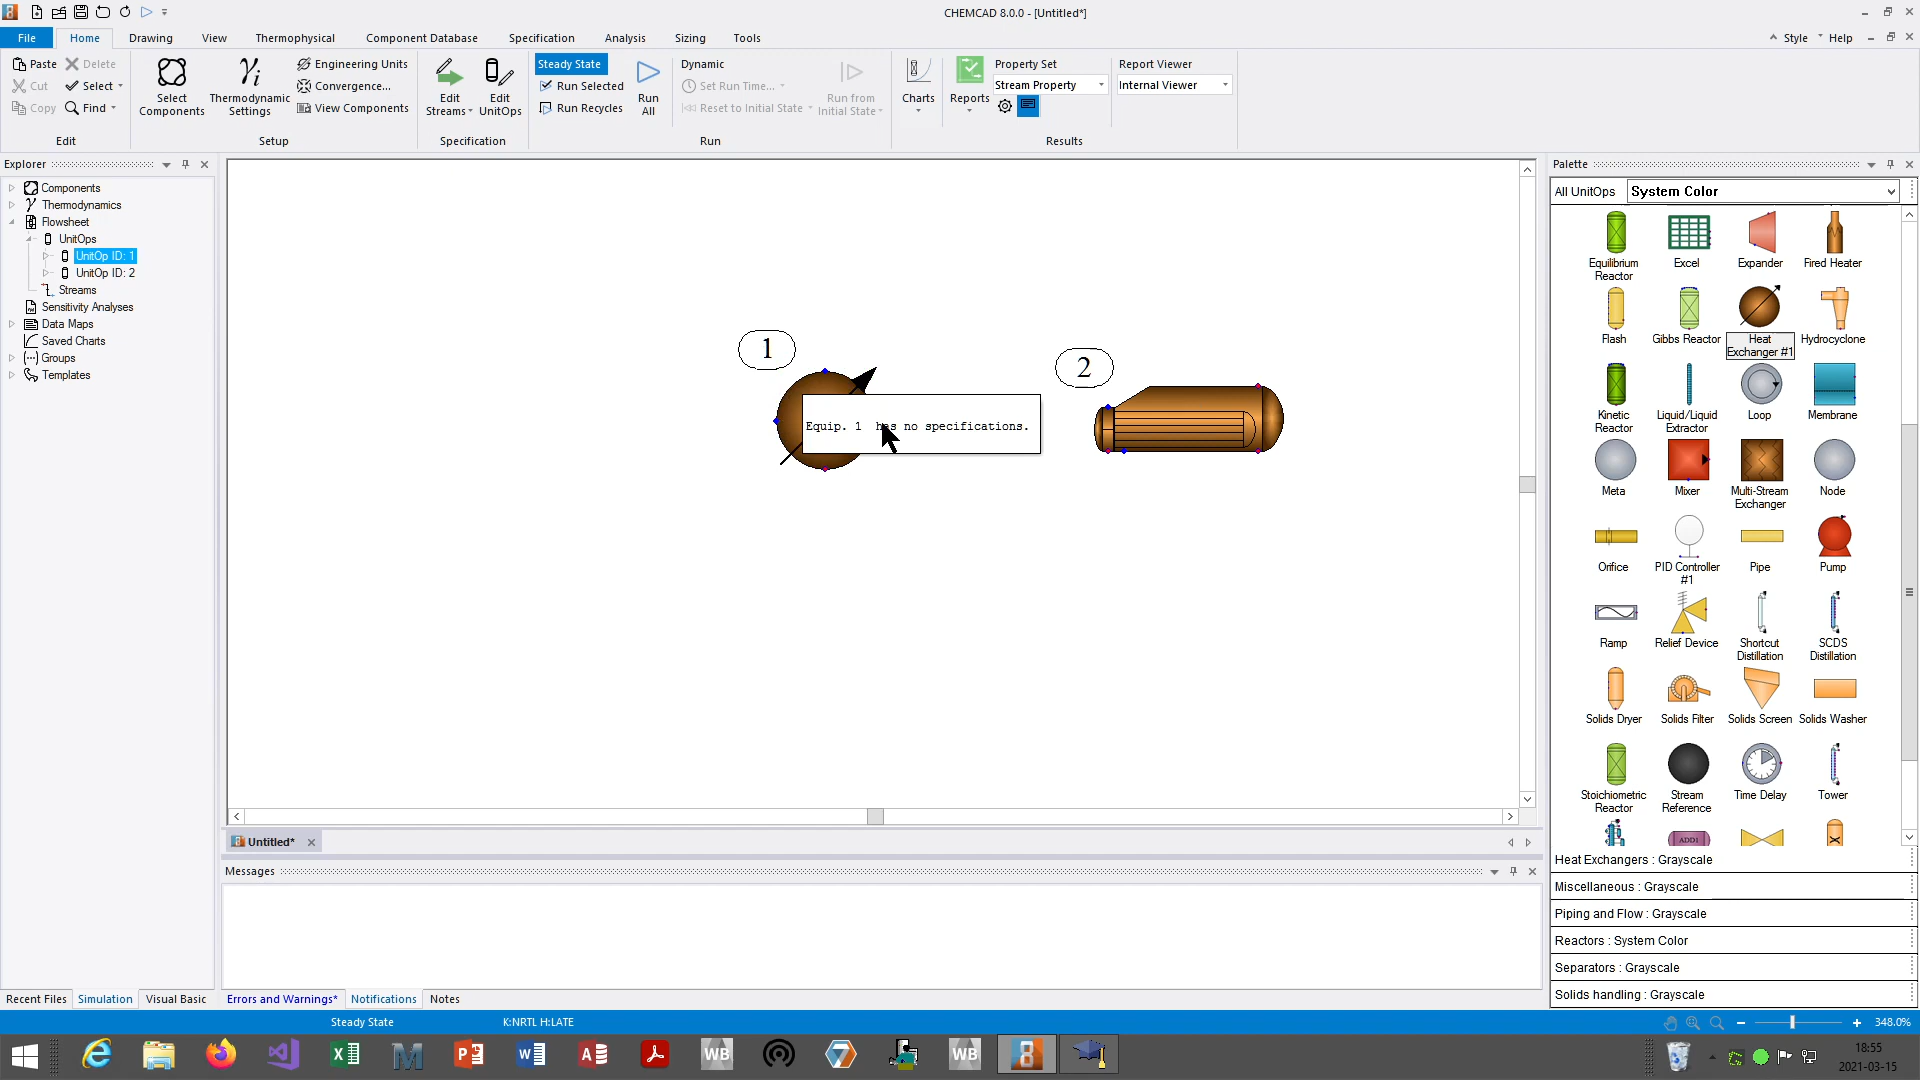 CHEMCAD 8.0.0 - [Untitled*]
File Home Drawing View Thermophysical Component Database Specification Analysis Sizing Tools
Style Help
Paste Delete
Cut Select
Copy Find
Edit
Select Components
Thermodynamic Settings
Engineering Units
Convergence...
View Components
Setup
Edit Streams
Edit UnitOps
Specification
Steady State
Run Selected
Run Recycles
Run All
Dynamic
Set Run Time...
Reset to Initial State
Run from Initial State
Run
Charts
Reports
Property Set
Stream Property
Report Viewer
Internal Viewer
Results
Explorer
Components
Thermodynamics
Flowsheet
UnitOps
UnitOp ID: 1
UnitOp ID: 2
Streams
Sensitivity Analyses
Data Maps
Saved Charts
Groups
Templates
Recent Files Simulation Visual Basic
1
2
Equip. 1 has no specifications.
Untitled*
Messages
Errors and Warnings* Notifications Notes
Palette
All UnitOps System Color
Equilibrium Reactor
Excel
Expander
Fired Heater
Flash
Gibbs Reactor
Heat Exchanger #1
Hydrocyclone
Kinetic Reactor
Liquid/Liquid Extractor
Loop
Membrane
Meta
Mixer
Multi-Stream Exchanger
Node
Orifice
PID Controller #1
Pipe
Pump
Ramp
Relief Device
Shortcut Distillation
SCDS Distillation
Solids Dryer
Solids Filter
Solids Screen
Solids Washer
Stoichiometric Reactor
Stream Reference
Time Delay
Tower
ADD1
Heat Exchangers : Grayscale
Miscellaneous : Grayscale
Piping and Flow : Grayscale
Reactors : System Color
Separators : Grayscale
Solids handling : Grayscale
Steady State K:NRTL H:LATE
348.0%
WB
WB
18:55
2021-03-15